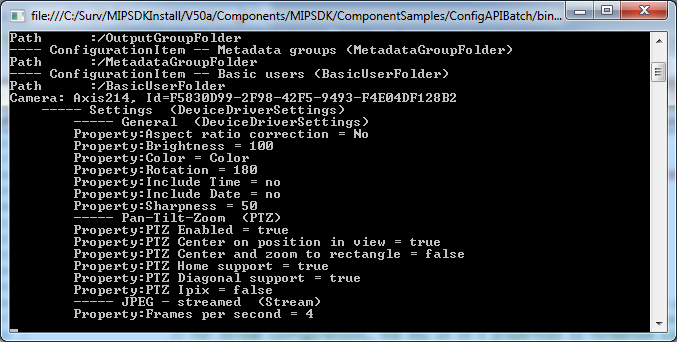 file:///C:/Surv/MIPSDKInstall/V50a/Components/MIPSDK/ComponentSamples/ConfigAPIBatch/bin...
Path      :/OutputGroupFolder
---- ConfigurationItem -- Metadata groups (MetadataGroupFolder)
Path      :/MetadataGroupFolder
---- ConfigurationItem -- Basic users (BasicUserFolder)
Path      :/BasicUserFolder
Camera: Axis214, Id=F5830D99-2F98-42F5-9493-F4E04DF128B2
    ----- Settings  (DeviceDriverSettings)
        ----- General  (DeviceDriverSettings)
        Property:Aspect ratio correction = No
        Property:Brightness = 100
        Property:Color = Color
        Property:Rotation = 180
        Property:Include Time = no
        Property:Include Date = no
        Property:Sharpness = 50
        ----- Pan-Tilt-Zoom  (PTZ)
        Property:PTZ Enabled = true
        Property:PTZ Center on position in view = true
        Property:PTZ Center and zoom to rectangle = false
        Property:PTZ Home support = true
        Property:PTZ Diagonal support = true
        Property:PTZ Ipix = false
        ----- JPEG - streamed  (Stream)
        Property:Frames per second = 4